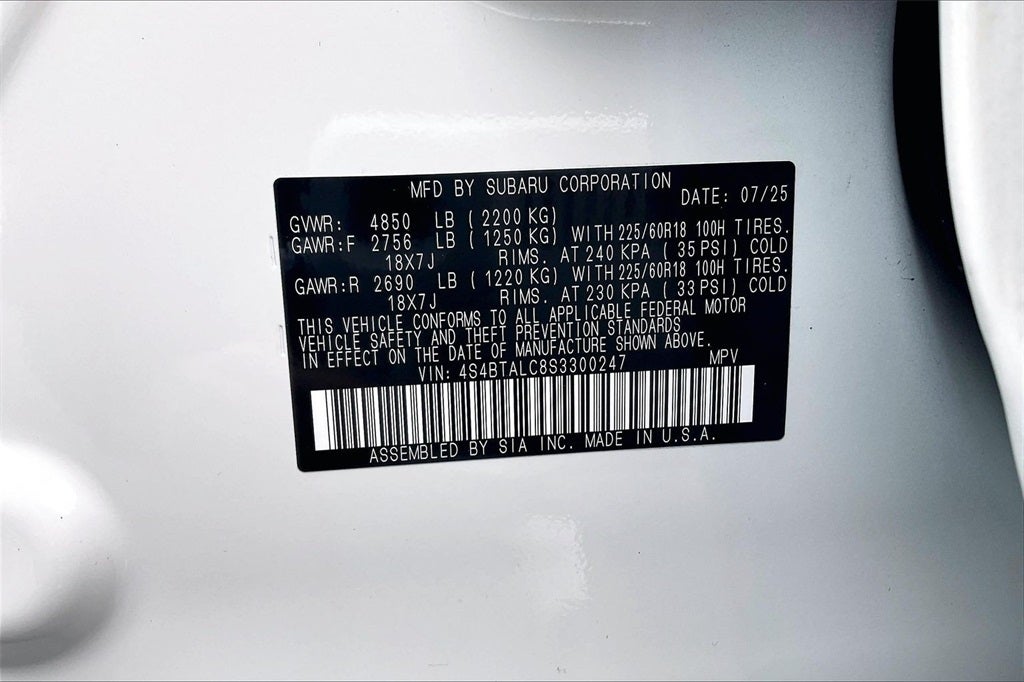 MFD BY SUBARU CORPORATION DATE: 07/25
GVWR: 4850 LB (2200 KG)
GAWR:F 2756 LB (1250 KG) WITH 225/60R18 100H TIRES.
18X7J RIMS. AT 240 KPA (35 PSI) COLD
GAWR:R 2690 LB (1220 KG) WITH 225/60R18 100H TIRES.
18X7J RIMS. AT 230 KPA (33 PSI) COLD
THIS VEHICLE CONFORMS TO ALL APPLICABLE FEDERAL MOTOR
VEHICLE SAFETY AND THEFT PREVENTION STANDARDS
IN EFFECT ON THE DATE OF MANUFACTURE SHOWN ABOVE.
VIN: 4S4BTALC8S3300247 MPV
ASSEMBLED BY SIA INC. MADE IN U.S.A.